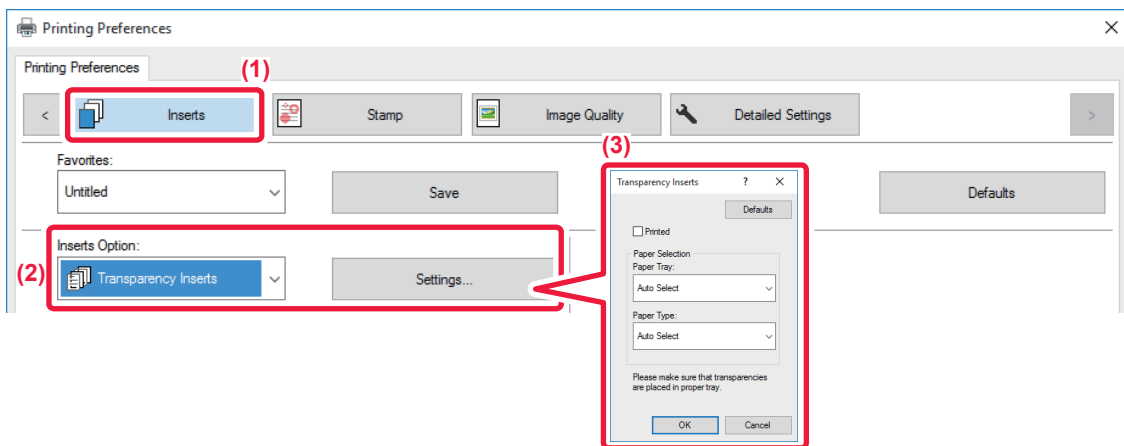 Printing Preferences
Printing Preferences
(1)
<
Inserts
Stamp
Image Quality
Detailed Settings
>
Favorites:
Untitled
Save
Defaults
Inserts Option:
(2)
Transparency Inserts
Settings...
(3)
Transparency Inserts ?
Defaults
Printed
Paper Selection
Paper Tray:
Auto Select
Paper Type:
Auto Select
Please make sure that transparencies
are placed in proper tray.
OK
Cancel